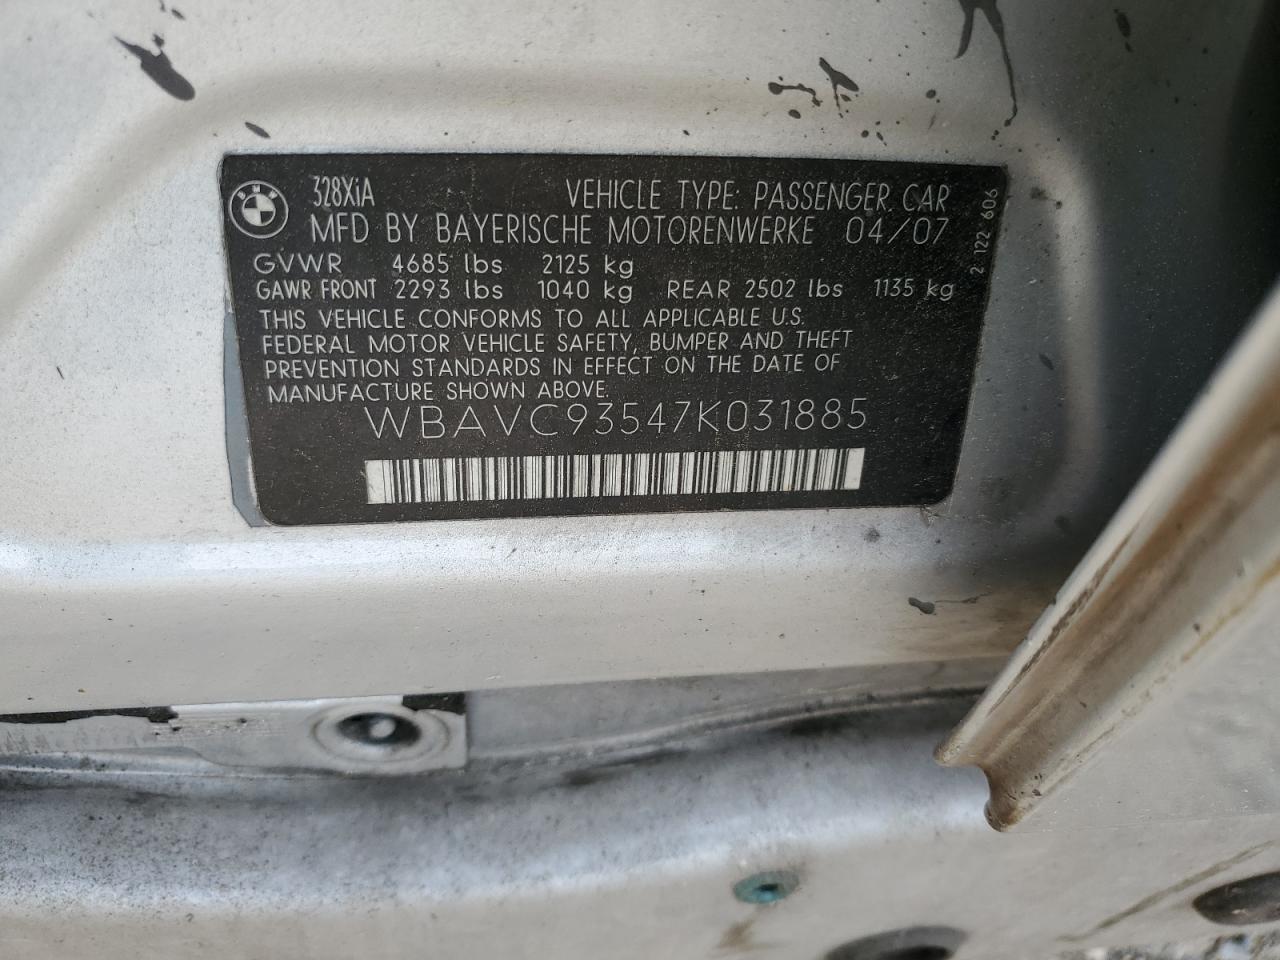 BMW
328XiA VEHICLE TYPE: PASSENGER CAR
MFD BY BAYERISCHE MOTORENWERKE 04/07
GVWR 4685 lbs 2125 kg
GAWR FRONT 2293 lbs 1040 kg REAR 2502 lbs 1135 kg
THIS VEHICLE CONFORMS TO ALL APPLICABLE U.S.
FEDERAL MOTOR VEHICLE SAFETY, BUMPER AND THEFT
PREVENTION STANDARDS IN EFFECT ON THE DATE OF
MANUFACTURE SHOWN ABOVE.
WBAVC93547K031885
2 122 606